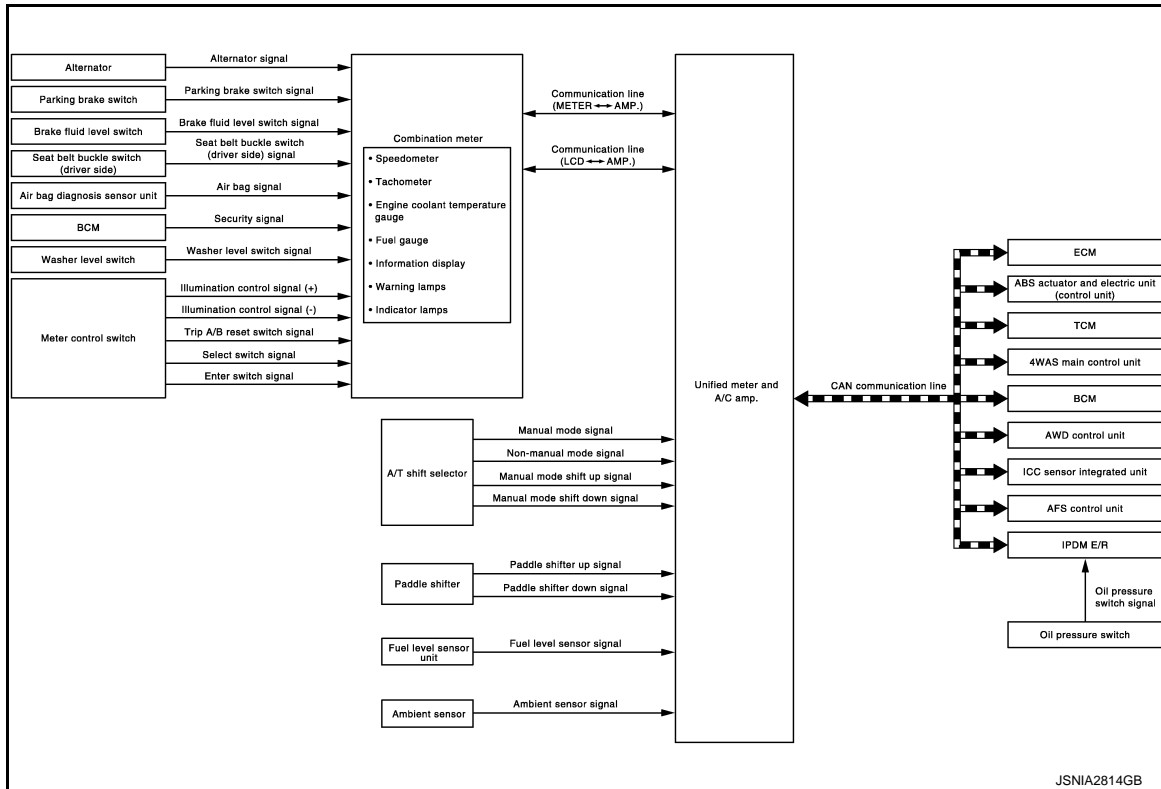 Alternator
Alternator signal
Parking brake switch
Parking brake switch signal
Brake fluid level switch
Brake fluid level switch signal
Seat belt buckle switch
(driver side)
Seat belt buckle switch
(driver side) signal
Air bag diagnosis sensor unit
Air bag signal
BCM
Security signal
Washer level switch
Washer level switch signal
Meter control switch
Illumination control signal (+)
Illumination control signal (-)
Trip A/B reset switch signal
Select switch signal
Enter switch signal
Combination meter
• Speedometer
• Tachometer
• Engine coolant temperature
gauge
• Fuel gauge
• Information display
• Warning lamps
• Indicator lamps
Communication line
(METER ↔ AMP.)
Communication line
(LCD ↔ AMP.)
A/T shift selector
Manual mode signal
Non-manual mode signal
Manual mode shift up signal
Manual mode shift down signal
Paddle shifter
Paddle shifter up signal
Paddle shifter down signal
Fuel level sensor
unit
Fuel level sensor signal
Ambient sensor
Ambient sensor signal
Unified meter and
A/C amp.
CAN communication line
ECM
ABS actuator and electric unit
(control unit)
TCM
4WAS main control unit
BCM
AWD control unit
ICC sensor integrated unit
AFS control unit
IPDM E/R
Oil pressure
switch signal
Oil pressure switch
JSNIA2814GB